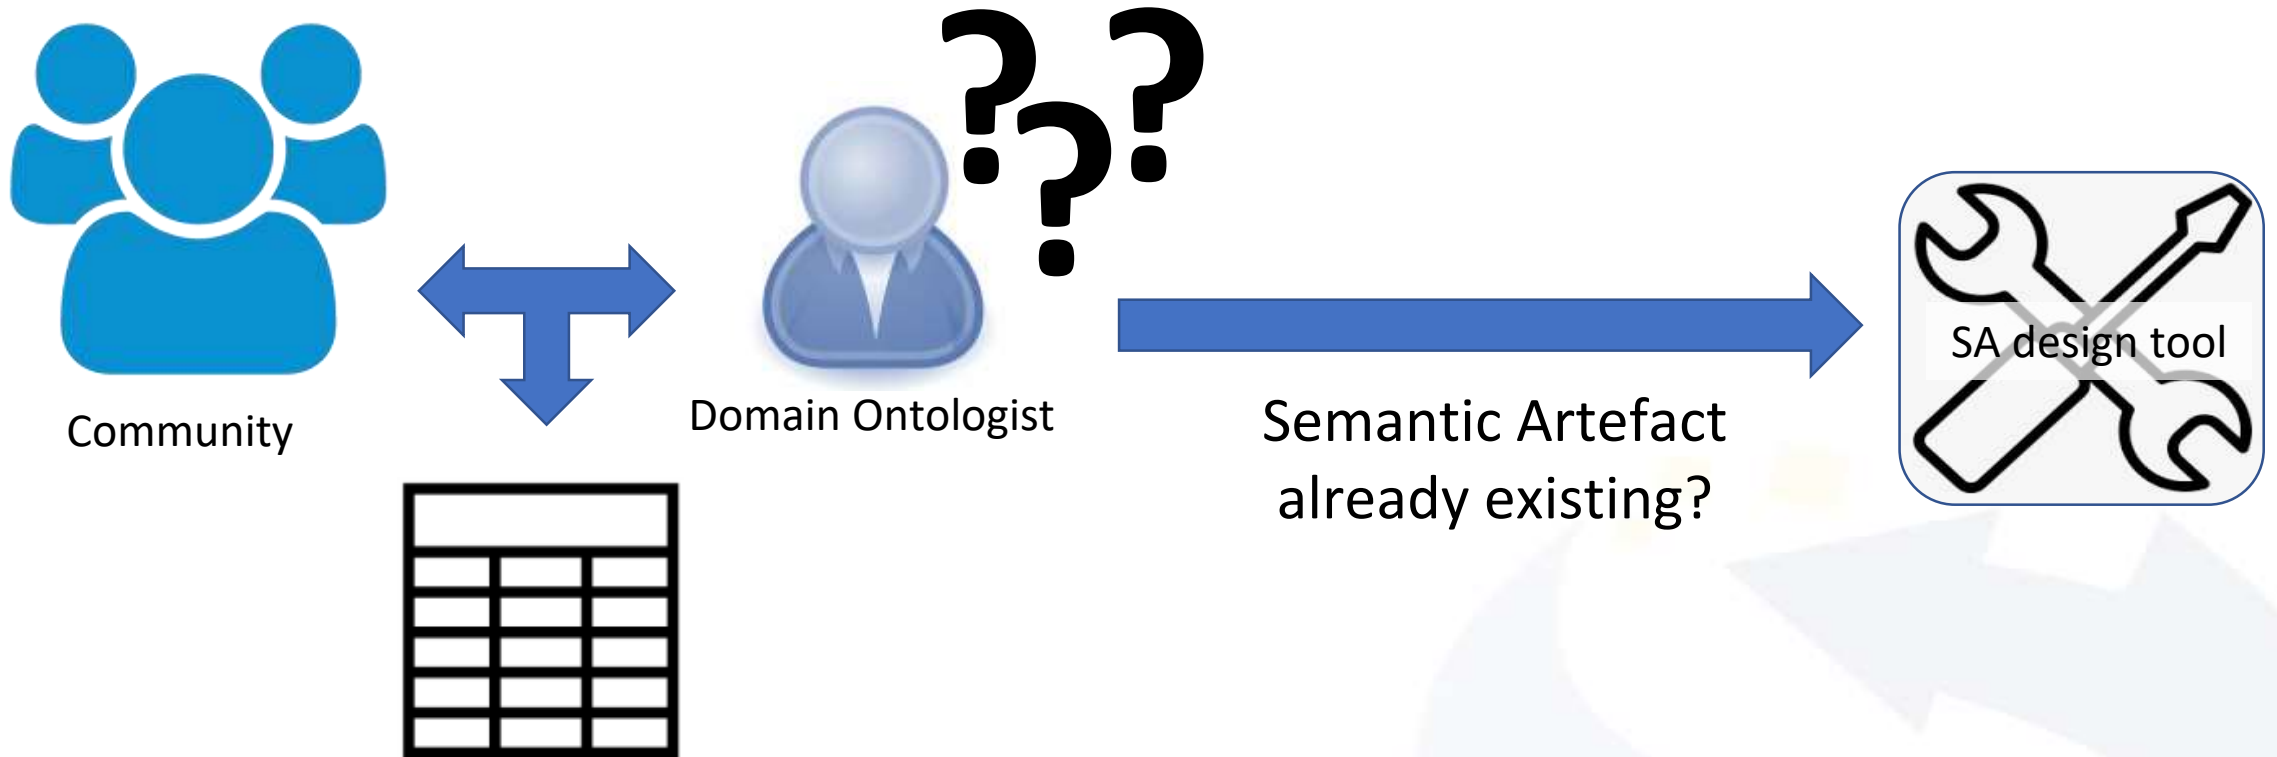 ???
Community
Domain Ontologist
Semantic Artefact
already existing?
SA design tool